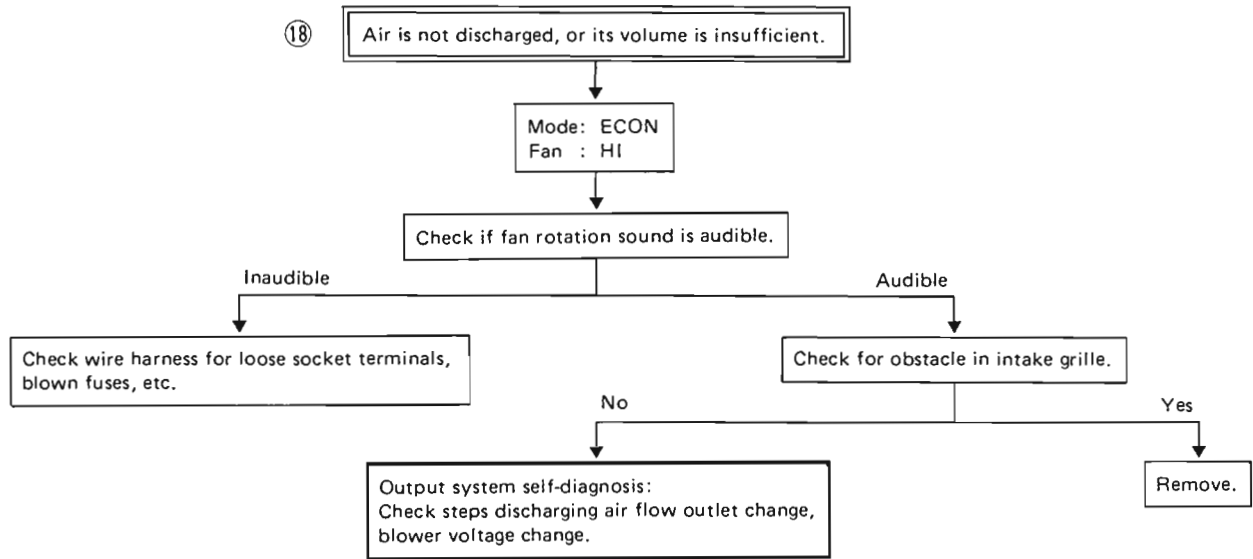 ⑱ Air is not discharged, or its volume is insufficient.
Mode: ECON
Fan : HI
Check if fan rotation sound is audible.
Inaudible
Audible
Check wire harness for loose socket terminals,
blown fuses, etc.
Check for obstacle in intake grille.
No
Yes
Output system self-diagnosis:
Check steps discharging air flow outlet change,
blower voltage change.
Remove.